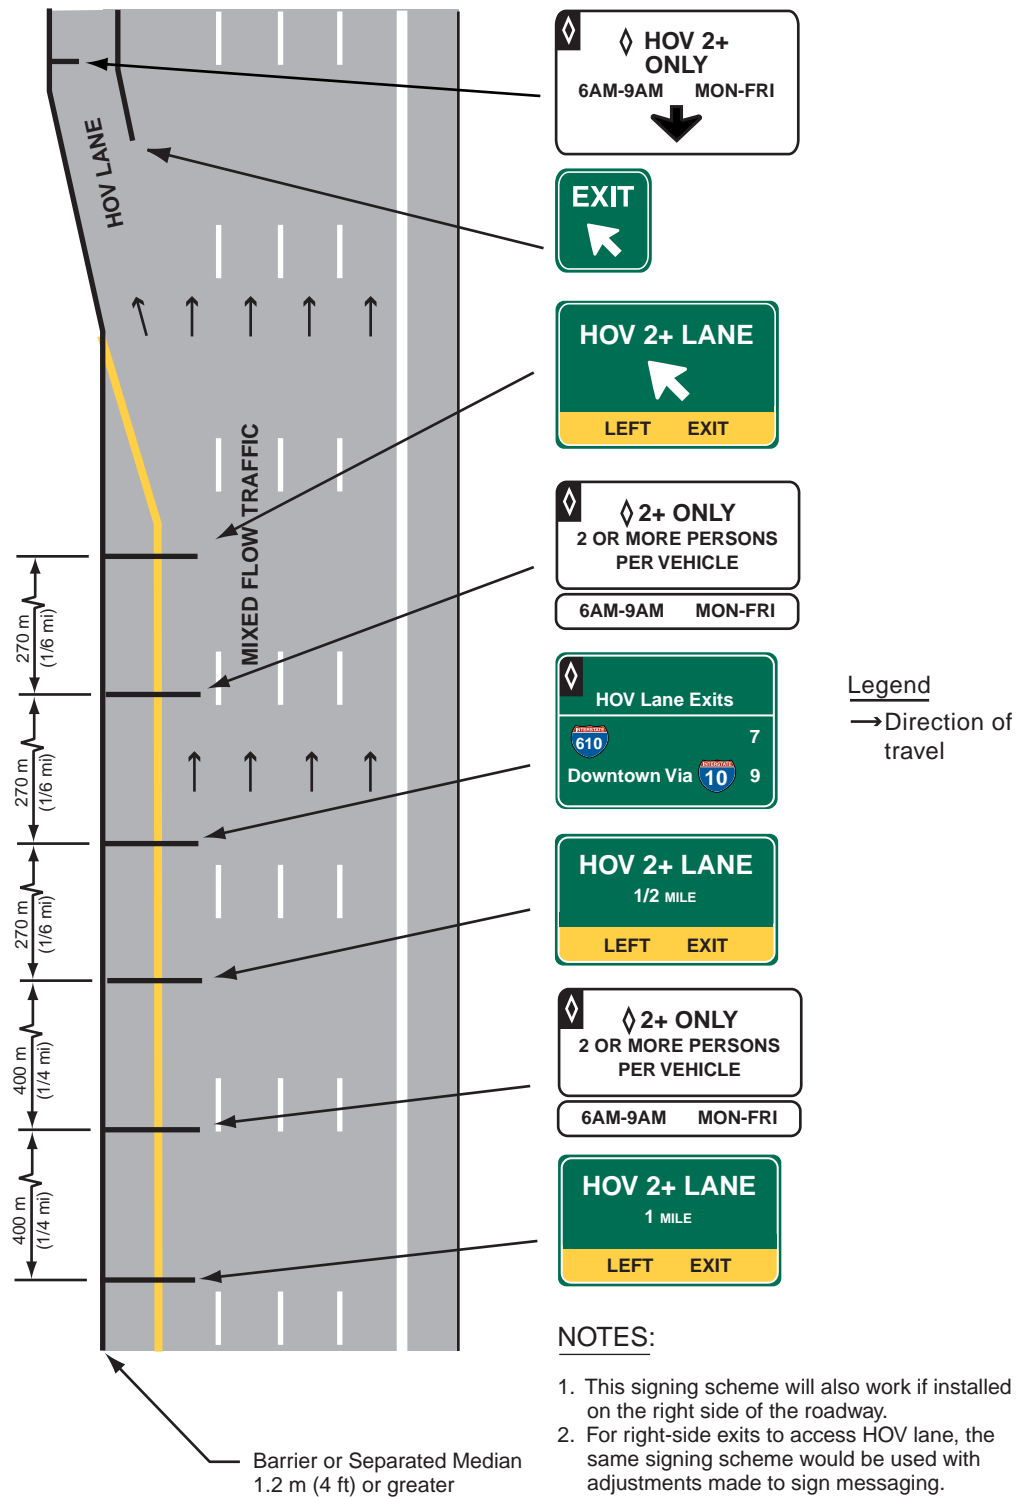 HOV 2+
ONLY
6AM-9AM MON-FRI
HOV LANE
EXIT
HOV 2+ LANE
LEFT EXIT
MIXED FLOW TRAFFIC
2+ ONLY
2 OR MORE PERSONS
PER VEHICLE
6AM-9AM MON-FRI
270 m
(1/6 mi)
HOV Lane Exits
INTERSTATE
610
7
Downtown Via
INTERSTATE
10
9
Legend
Direction of
travel
270 m
(1/6 mi)
HOV 2+ LANE
1/2 MILE
LEFT EXIT
270 m
(1/6 mi)
2+ ONLY
2 OR MORE PERSONS
PER VEHICLE
6AM-9AM MON-FRI
400 m
(1/4 mi)
HOV 2+ LANE
1 MILE
LEFT EXIT
400 m
(1/4 mi)
NOTES:
1. This signing scheme will also work if installed
on the right side of the roadway.
2. For right-side exits to access HOV lane, the
same signing scheme would be used with
adjustments made to sign messaging.
Barrier or Separated Median
1.2 m (4 ft) or greater